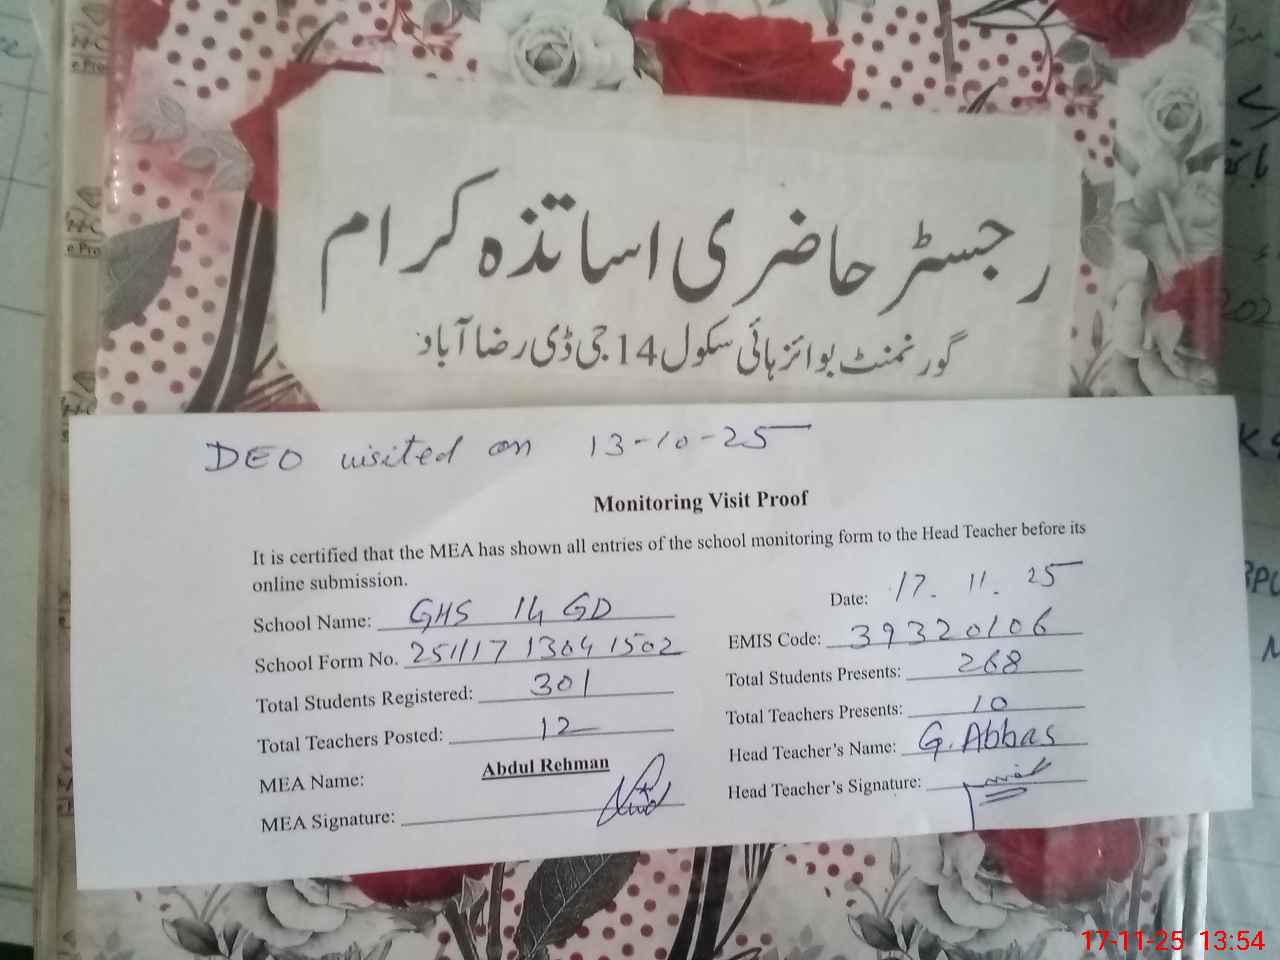 رجسٹر حاضری اساتذہ کرام
گورنمنٹ بوائز ہائی سکول 14 جی ڈی رضا آباد
DEO visited on 13-10-25
Monitoring Visit Proof
It is certified that the MEA has shown all entries of the school monitoring form to the Head Teacher before its
online submission.
Date: 17.11.25
School Name: GHS 14 GD
EMIS Code: 39320106
School Form No. 251117 13041502
Total Students Presents: 268
Total Students Registered: 301
Total Teachers Presents: 10
Total Teachers Posted: 12
Head Teacher's Name: G. Abbas
MEA Name: Abdul Rehman
Head Teacher's Signature:
MEA Signature:
17-11-25 13:54